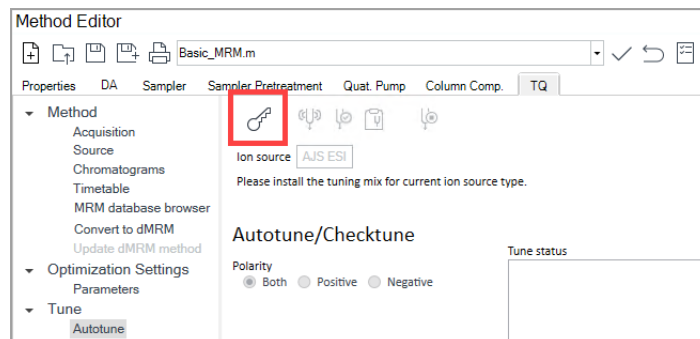 Method Editor
Basic_MRM.m
Properties DA Sampler Sampler Pretreatment Quat. Pump Column Comp. TQ
Method
Acquisition
Source
Chromatograms
Timetable
MRM database browser
Convert to dMRM
Update dMRM method
Optimization Settings
Parameters
Tune
Autotune
Ion source AJS ESI
Please install the tuning mix for current ion source type.
Autotune/Checktune
Polarity
Both Positive Negative
Tune status